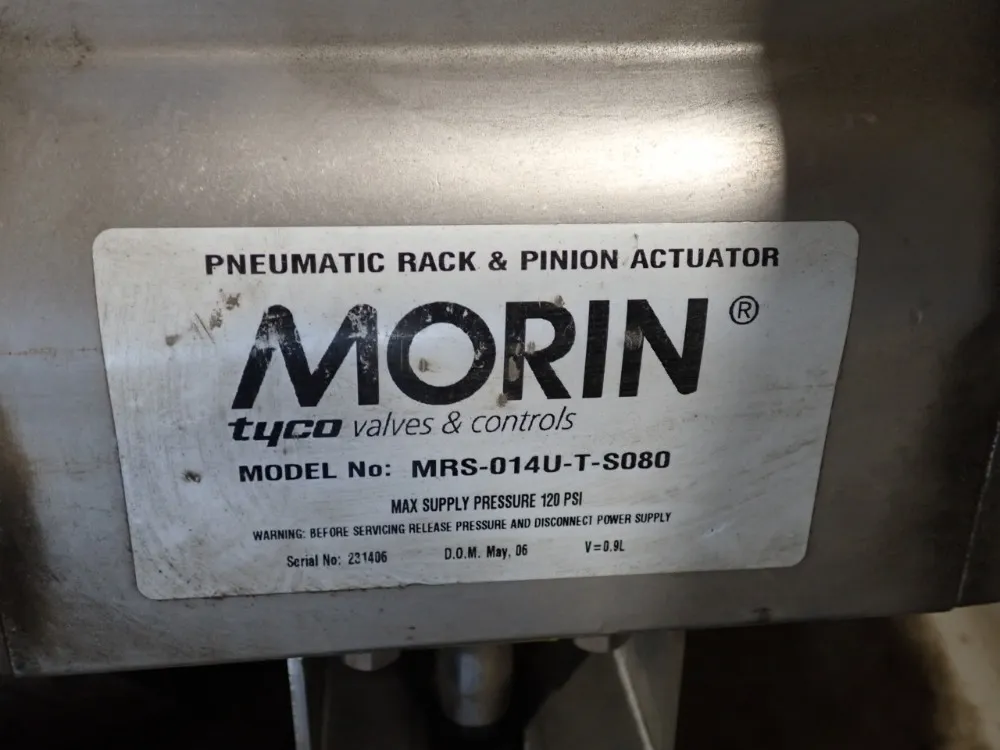 PNEUMATIC RACK & PINION ACTUATOR
MORIN®
tyco valves & controls
MODEL No: MRS-014U-T-S080
MAX SUPPLY PRESSURE 120 PSI
WARNING: BEFORE SERVICING RELEASE PRESSURE AND DISCONNECT POWER SUPPLY
Serial No: 231406 D.O.M. May, 06 V=0.9L